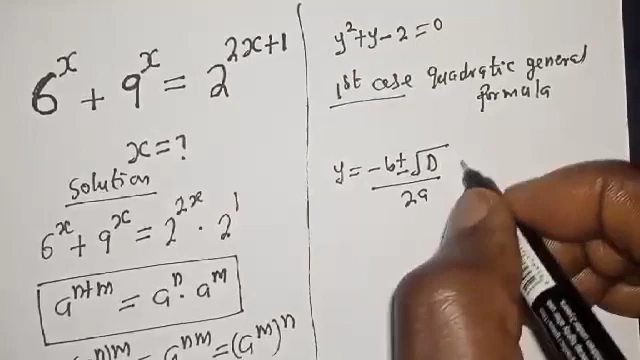 6^x + 9^x = 2^{2x+1}
x = ?
Solution
6^x + 9^x = 2^{2x} · 2^1
a^{n+m} = a^n · a^m
)^m = a^{nm} = (a^m)^n
y² + y - 2 = 0
1st case quadratic general
formula
y = -b ± √D
2a